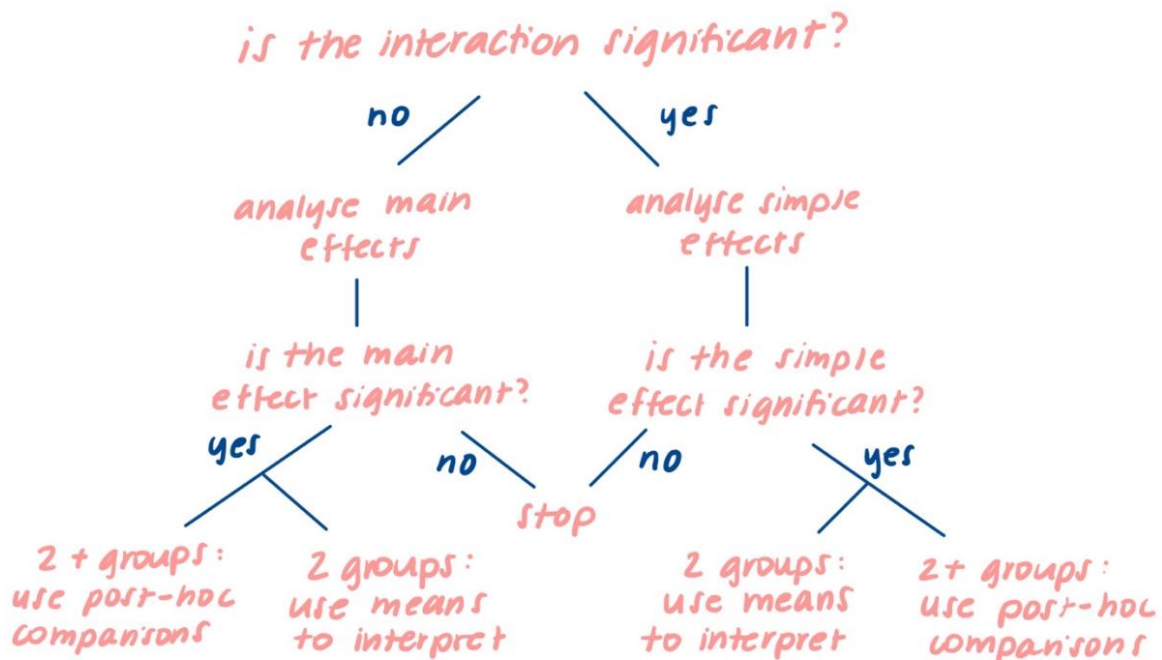 is the interaction significant?
no
yes
analyse main
effects
analyse simple
effects
is the main
effect significant?
is the simple
effect significant?
yes
no
no
yes
stop
2 + groups:
use post-hoc
comparisons
2 groups:
use means
to interpret
2 groups:
use means
to interpret
2+ groups:
use post-hoc
comparisons